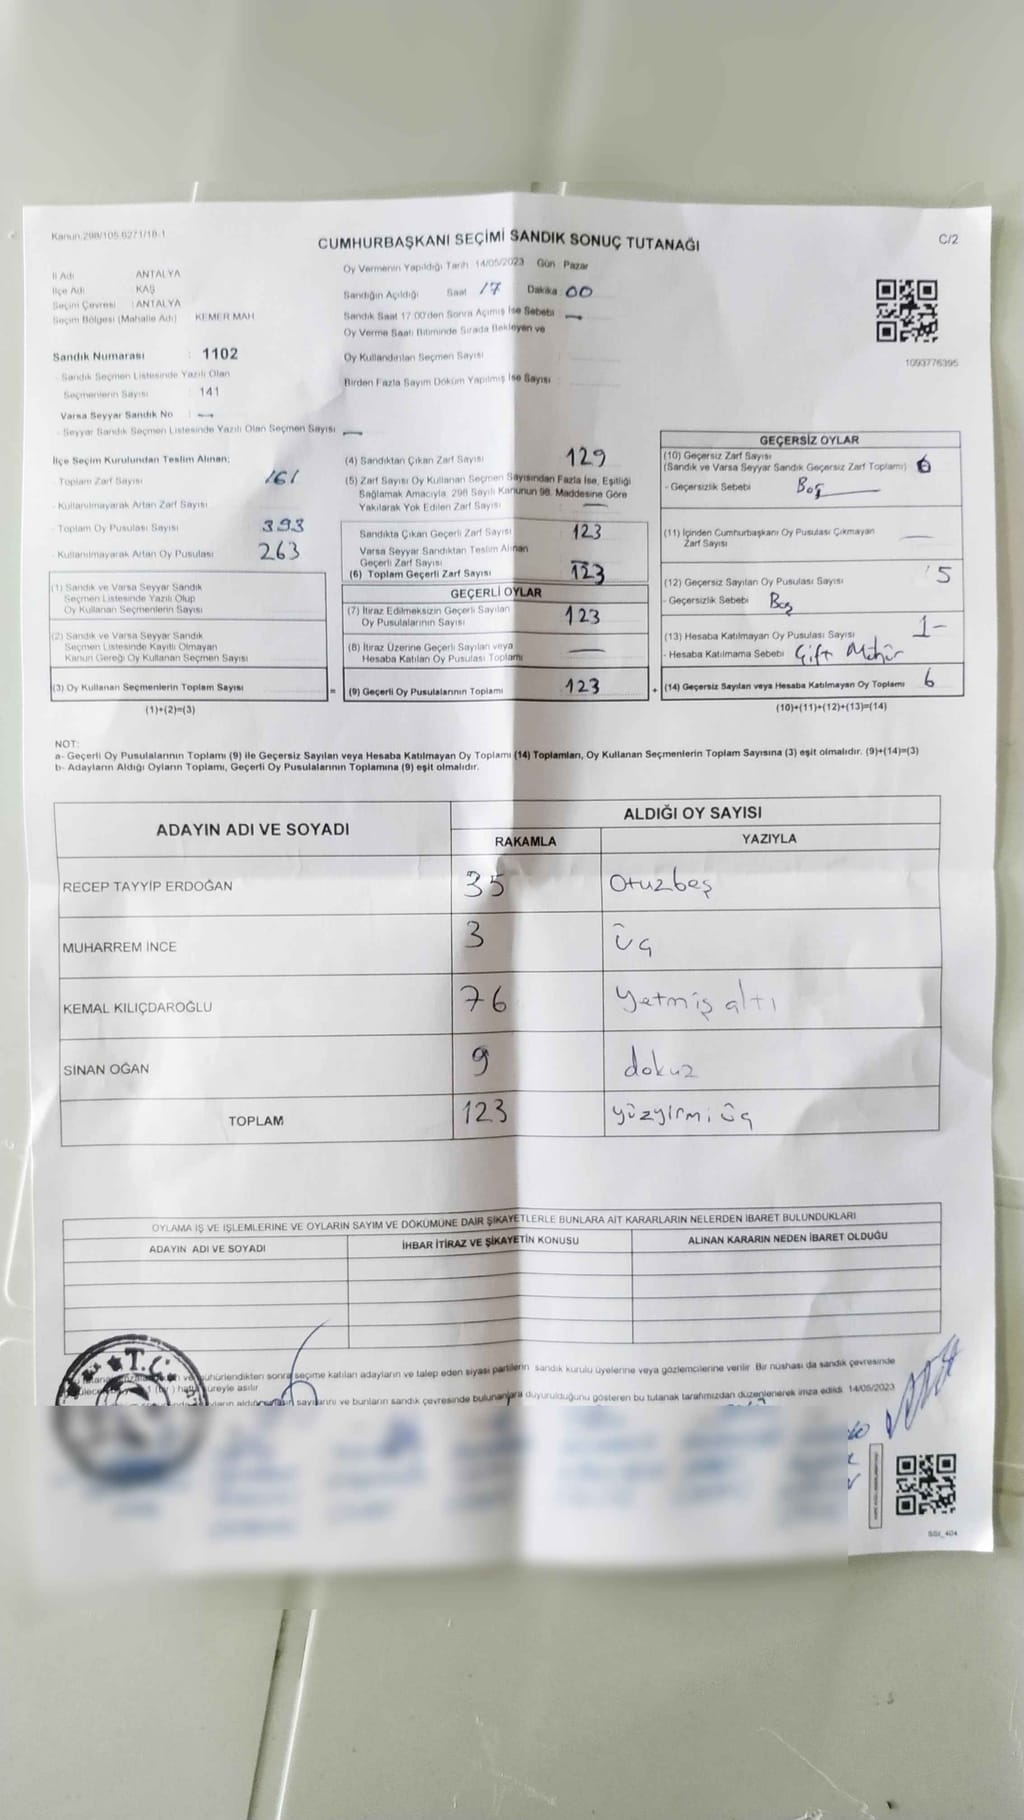 Kanun:298/105.6271/18-1
CUMHURBAŞKANI SEÇİMİ SANDIK SONUÇ TUTANAĞI
C/2
İl Adı : ANTALYA
İlçe Adı : KAŞ
Seçim Çevresi : ANTALYA
Seçim Bölgesi (Mahalle Adı) : KEMER MAH
Sandık Numarası : 1102
- Sandık Seçmen Listesinde Yazılı Olan
Seçmenlerin Sayısı : 141
Varsa Seyyar Sandık No : —
- Seyyar Sandık Seçmen Listesinde Yazılı Olan Seçmen Sayısı : —
Oy Vermenin Yapıldığı Tarih 14/05/2023 Gün Pazar
Sandığın Açıldığı Saat 17 Dakika 00
Sandık Saat 17:00'den Sonra Açılmış İse Sebebi —
Oy Verme Saati Bitiminde Sırada Bekleyen ve
Oy Kullandırılan Seçmen Sayısı
Birden Fazla Sayım Döküm Yapılmış İse Sayısı
1093776395
İlçe Seçim Kurulundan Teslim Alınan;
- Toplam Zarf Sayısı 161
- Kullanılmayarak Artan Zarf Sayısı
- Toplam Oy Pusulası Sayısı 393
- Kullanılmayarak Artan Oy Pusulası 263
(1) Sandık ve Varsa Seyyar Sandık
Seçmen Listesinde Yazılı Olup
Oy Kullanan Seçmenlerin Sayısı
(2) Sandık ve Varsa Seyyar Sandık
Seçmen Listesinde Kayıtlı Olmayan
Kanun Gereği Oy Kullanan Seçmen Sayısı
(3) Oy Kullanan Seçmenlerin Toplam Sayısı
(1)+(2)=(3)
=
(4) Sandıktan Çıkan Zarf Sayısı 129
(5) Zarf Sayısı Oy Kullanan Seçmen Sayısından Fazla İse, Eşitliği
Sağlamak Amacıyla, 298 Sayılı Kanunun 98. Maddesine Göre
Yakılarak Yok Edilen Zarf Sayısı —
Sandıkta Çıkan Geçerli Zarf Sayısı 123
Varsa Seyyar Sandıktan Teslim Alınan
Geçerli Zarf Sayısı —
(6) Toplam Geçerli Zarf Sayısı 123
GEÇERLİ OYLAR
(7) İtiraz Edilmeksizin Geçerli Sayılan
Oy Pusulalarının Sayısı 123
(8) İtiraz Üzerine Geçerli Sayılan veya
Hesaba Katılan Oy Pusulası Toplamı —
(9) Geçerli Oy Pusulalarının Toplamı 123
+
GEÇERSİZ OYLAR
(10) Geçersiz Zarf Sayısı
(Sandık ve Varsa Seyyar Sandık Geçersiz Zarf Toplamı)
- Geçersizlik Sebebi Boş —
(11) İçinden Cumhurbaşkanı Oy Pusulası Çıkmayan
Zarf Sayısı —
(12) Geçersiz Sayılan Oy Pusulası Sayısı 5
- Geçersizlik Sebebi Boş
(13) Hesaba Katılmayan Oy Pusulası Sayısı 1-
- Hesaba Katılmama Sebebi Çift Mühür
(14) Geçersiz Sayılan veya Hesaba Katılmayan Oy Toplamı 6
(10)+(11)+(12)+(13)=(14)
NOT:
a- Geçerli Oy Pusulalarının Toplamı (9) ile Geçersiz Sayılan veya Hesaba Katılmayan Oy Toplamı (14) Toplamları, Oy Kullanan Seçmenlerin Toplam Sayısına (3) eşit olmalıdır. (9)+(14)=(3)
b- Adayların Aldığı Oyların Toplamı, Geçerli Oy Pusulalarının Toplamına (9) eşit olmalıdır.
ADAYIN ADI VE SOYADI
ALDIĞI OY SAYISI
RAKAMLA YAZIYLA
RECEP TAYYİP ERDOĞAN 35 Otuzbeş
MUHARREM İNCE 3 üç
KEMAL KILIÇDAROĞLU 76 Yetmiş altı
SİNAN OĞAN 9 dokuz
TOPLAM 123 yüzyirmi üç
OYLAMA İŞ VE İŞLEMLERİNE VE OYLARIN SAYIM VE DÖKÜMÜNE DAİR ŞİKAYETLERLE BUNLARA AİT KARARLARIN NELERDEN İBARET BULUNDUKLARI
ADAYIN ADI VE SOYADI İHBAR İTİRAZ VE ŞİKAYETİN KONUSU ALINAN KARARIN NEDEN İBARET OLDUĞU
T.C.
mühürlendikten sonra seçime katılan adayların ve talep eden siyasi partilerin sandık kurulu üyelerine veya gözlemcilerine verilir. Bir nüshası da sandık çevresinde
süreyle asılır
sayılarını ve bunların sandık çevresinde bulunanlara duyurulduğunu gösteren bu tutanak tarafımızdan düzenlenerek imza edildi. 14/05/2023
SSI_404